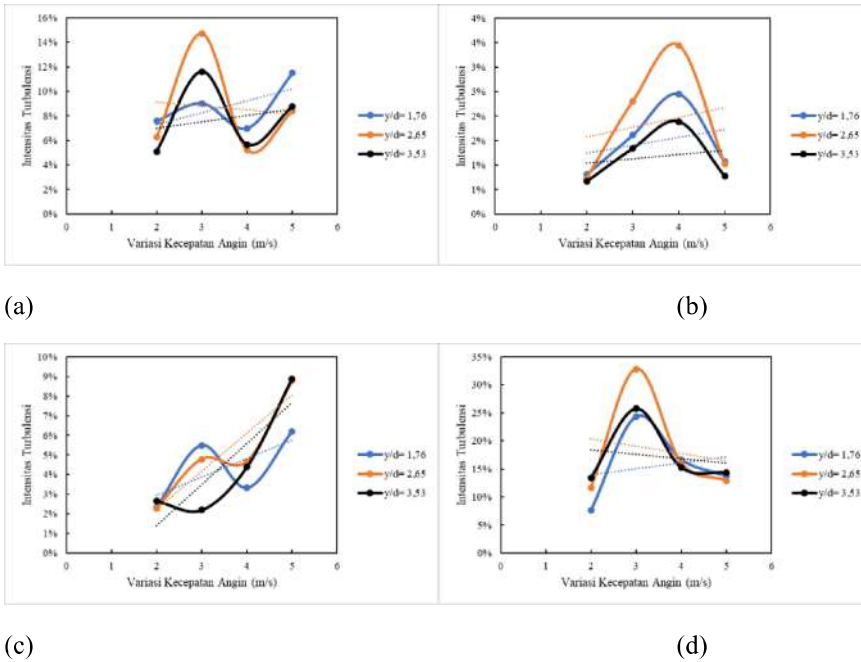 16%
14%
12%
10%
8%
6%
4%
2%
0%
Intensitas Turbulensi
0 1 2 3 4 5 6
Variasi Kecepatan Angin (m/s)
y/d= 1,76
y/d= 2,65
y/d= 3,53
4%
4%
3%
3%
2%
2%
1%
1%
0%
Intensitas Turbulensi
0 1 2 3 4 5 6
Variasi Kecepatan Angin (m/s)
y/d= 1,76
y/d= 2,65
y/d= 3,53
(a) (b)
10%
9%
8%
7%
6%
5%
4%
3%
2%
1%
0%
Intensitas Turbulensi
0 1 2 3 4 5 6
Variasi Kecepatan Angin (m/s)
y/d= 1,76
y/d= 2,65
y/d= 3,53
35%
30%
25%
20%
15%
10%
5%
0%
Intensitas Turbulensi
0 1 2 3 4 5 6
Variasi Kecepatan Angin (m/s)
y/d= 1,76
y/d= 2,65
y/d= 3,53
(c) (d)